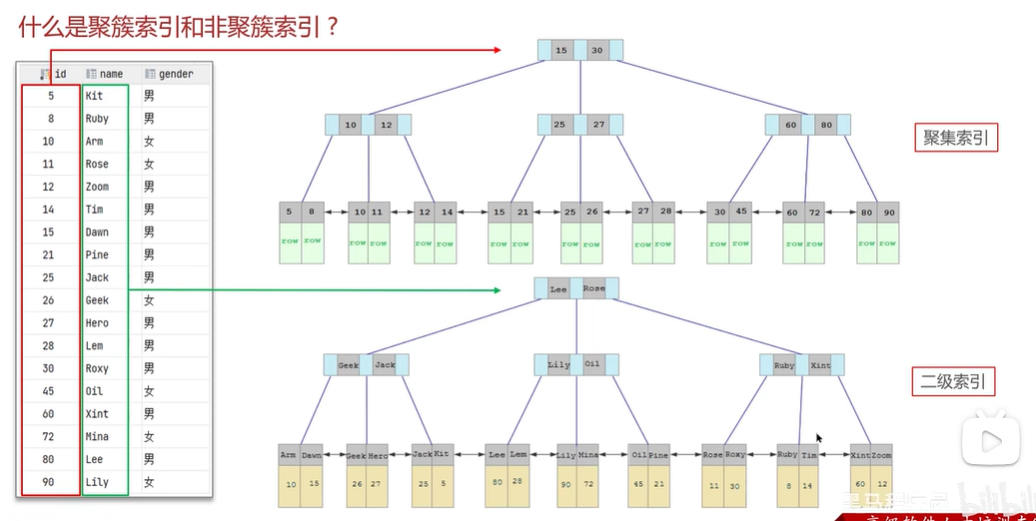 什么是聚簇索引和非聚簇索引？
id name gender
5 Kit 男
8 Ruby 男
10 Arm 女
11 Rose 女
12 Zoom 男
14 Tim 男
15 Dawn 男
21 Pine 男
25 Jack 男
26 Geek 女
27 Hero 男
28 Lem 男
30 Roxy 男
45 Oil 女
60 Xint 男
72 Mina 女
80 Lee 男
90 Lily 女
15 30
10 12 25 27 60 80
聚集索引
5 8 10 11 12 14 15 21 25 26 27 28 30 45 60 72 80 90
row row row row row row row row row row row row row row row row row row
Lee Rose
Geek Jack Lily Oil Ruby Xint
二级索引
Arm Dawn Geek Hero Jack Kit Lee Lem Lily Mina Oil Pine Rose Roxy Ruby Tim Xint Zoom
10 15 26 27 25 5 80 28 90 72 45 21 11 30 8 14 60 12
bilibili